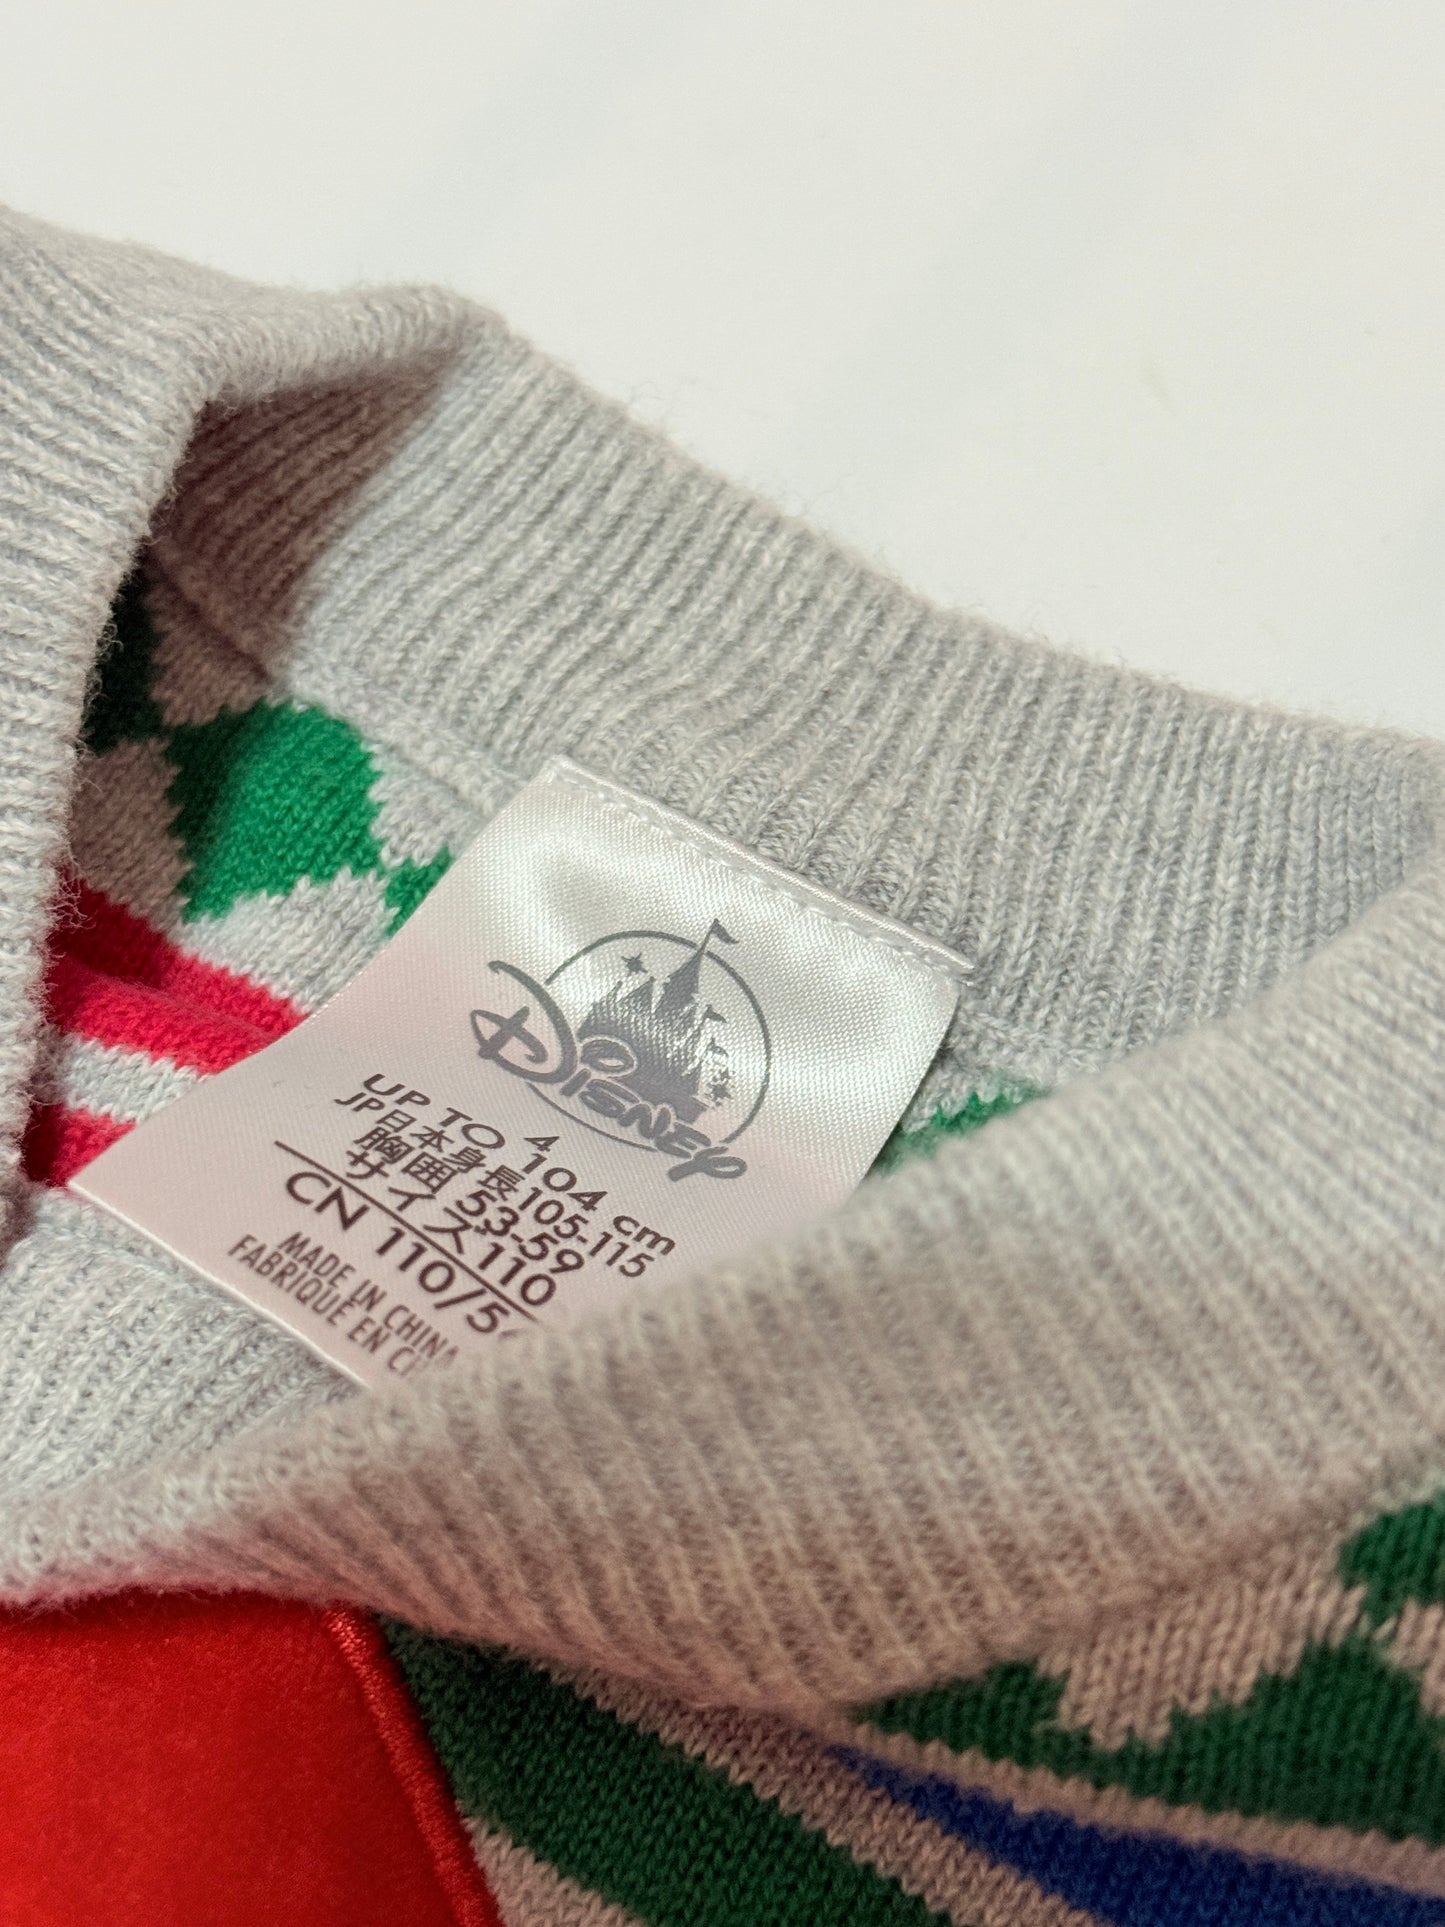 Disney
UP TO 4
104 cm
JP日本身長105-115
胸囲 53-59
サイズ110
CN 110/5
MADE IN CHINA
FABRIQUÉ EN